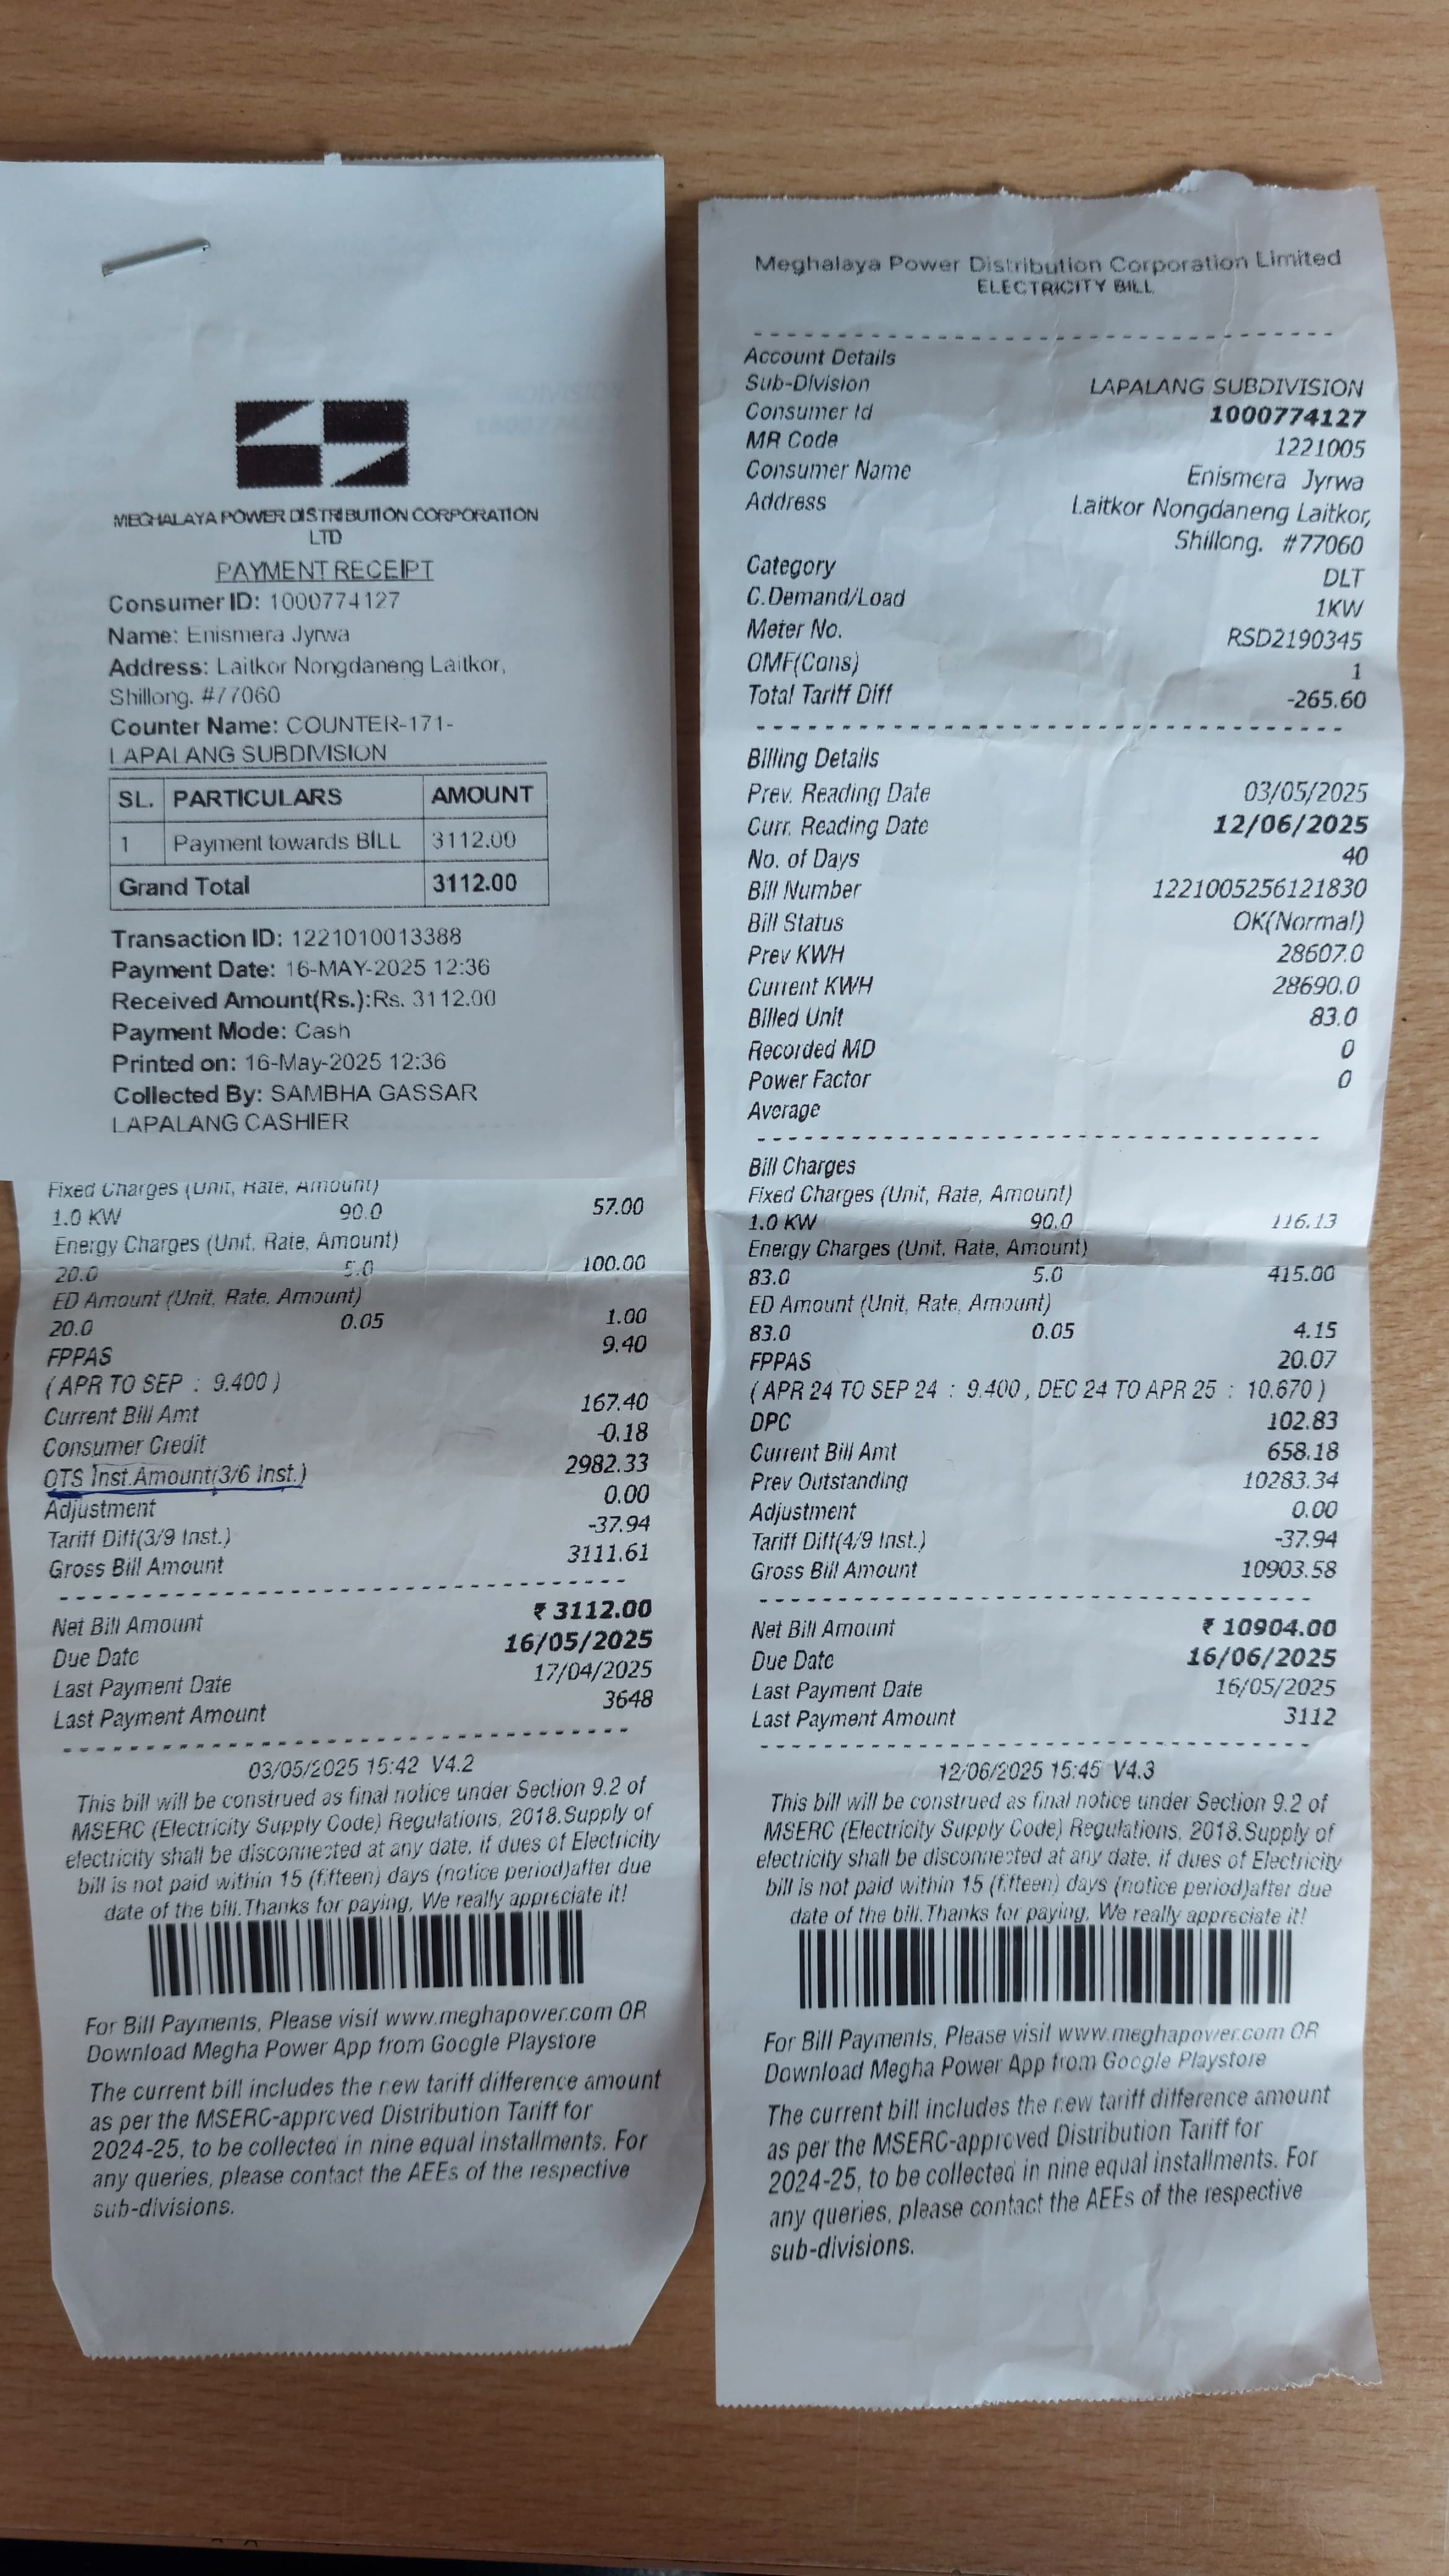 MEGHALAYA POWER DISTRIBUTION CORPORATION
LTD
PAYMENT RECEIPT
Consumer ID: 1000774127
Name: Enismera Jyrwa
Address: Laitkor Nongdaneng Laitkor,
Shillong. #77060
Counter Name: COUNTER-171-
LAPALANG SUBDIVISION
SL. PARTICULARS AMOUNT
1 Payment towards BILL 3112.00
Grand Total 3112.00
Transaction ID: 1221010013388
Payment Date: 16-MAY-2025 12:36
Received Amount(Rs.):Rs. 3112.00
Payment Mode: Cash
Printed on: 16-May-2025 12:36
Collected By: SAMBHA GASSAR
LAPALANG CASHIER
Fixed Charges (Unit, Rate, Amount)
1.0 KW 90.0 57.00
Energy Charges (Unit, Rate, Amount)
20.0 5.0 100.00
ED Amount (Unit, Rate, Amount)
20.0 0.05 1.00
FPPAS 9.40
( APR TO SEP : 9.400 )
Current Bill Amt 167.40
Consumer Credit -0.18
OTS Inst.Amount(3/6 Inst.) 2982.33
Adjustment 0.00
Tariff Diff(3/9 Inst.) -37.94
Gross Bill Amount 3111.61
Net Bill Amount ₹ 3112.00
Due Date 16/05/2025
Last Payment Date 17/04/2025
Last Payment Amount 3648
03/05/2025 15:42 V4.2
This bill will be construed as final notice under Section 9.2 of
MSERC (Electricity Supply Code) Regulations, 2018.Supply of
electricity shall be disconnected at any date, if dues of Electricity
bill is not paid within 15 (fifteen) days (notice period)after due
date of the bill.Thanks for paying, We really appreciate it!
For Bill Payments, Please visit www.meghapower.com OR
Download Megha Power App from Google Playstore
The current bill includes the new tariff difference amount
as per the MSERC-approved Distribution Tariff for
2024-25, to be collected in nine equal installments. For
any queries, please contact the AEEs of the respective
sub-divisions.
Meghalaya Power Distribution Corporation Limited
ELECTRICITY BILL
Account Details
Sub-Division LAPALANG SUBDIVISION
Consumer Id 1000774127
MR Code 1221005
Consumer Name Enismera Jyrwa
Address Laitkor Nongdaneng Laitkor,
Shillong. #77060
Category DLT
C.Demand/Load 1KW
Meter No. RSD2190345
OMF(Cons) 1
Total Tariff Diff -265.60
Billing Details
Prev. Reading Date 03/05/2025
Curr. Reading Date 12/06/2025
No. of Days 40
Bill Number 1221005256121830
Bill Status OK(Normal)
Prev KWH 28607.0
Current KWH 28690.0
Billed Unit 83.0
Recorded MD 0
Power Factor 0
Average
Bill Charges
Fixed Charges (Unit, Rate, Amount)
1.0 KW 90.0 116.13
Energy Charges (Unit, Rate, Amount)
83.0 5.0 415.00
ED Amount (Unit, Rate, Amount)
83.0 0.05 4.15
FPPAS 20.07
( APR 24 TO SEP 24 : 9.400 , DEC 24 TO APR 25 : 10.670 )
DPC 102.83
Current Bill Amt 658.18
Prev Outstanding 10283.34
Adjustment 0.00
Tariff Diff(4/9 Inst.) -37.94
Gross Bill Amount 10903.58
Net Bill Amount ₹ 10904.00
Due Date 16/06/2025
Last Payment Date 16/05/2025
Last Payment Amount 3112
12/06/2025 15:45 V4.3
This bill will be construed as final notice under Section 9.2 of
MSERC (Electricity Supply Code) Regulations, 2018.Supply of
electricity shall be disconnected at any date, if dues of Electricity
bill is not paid within 15 (fifteen) days (notice period)after due
date of the bill.Thanks for paying, We really appreciate it!
For Bill Payments, Please visit www.meghapower.com OR
Download Megha Power App from Google Playstore
The current bill includes the new tariff difference amount
as per the MSERC-approved Distribution Tariff for
2024-25, to be collected in nine equal installments. For
any queries, please contact the AEEs of the respective
sub-divisions.